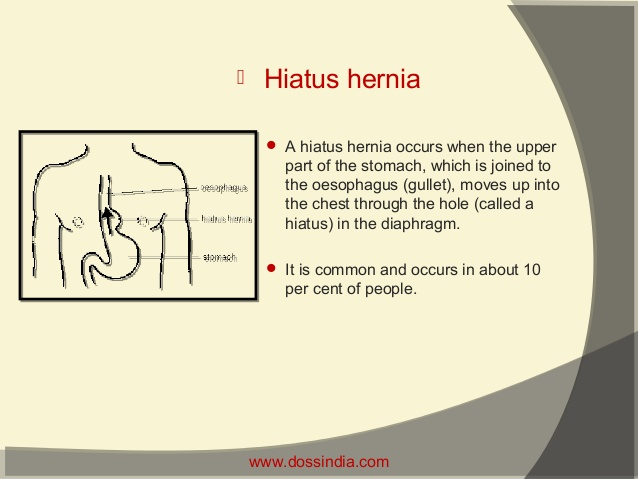 Hiatus hernia
A hiatus hernia occurs when the upper
part of the stomach, which is joined to
the oesophagus (gullet), moves up into
the chest through the hole (called a
hiatus) in the diaphragm.
It is common and occurs in about 10
per cent of people.
oesophagus
hiatus hernia
stomach
www.dossindia.com